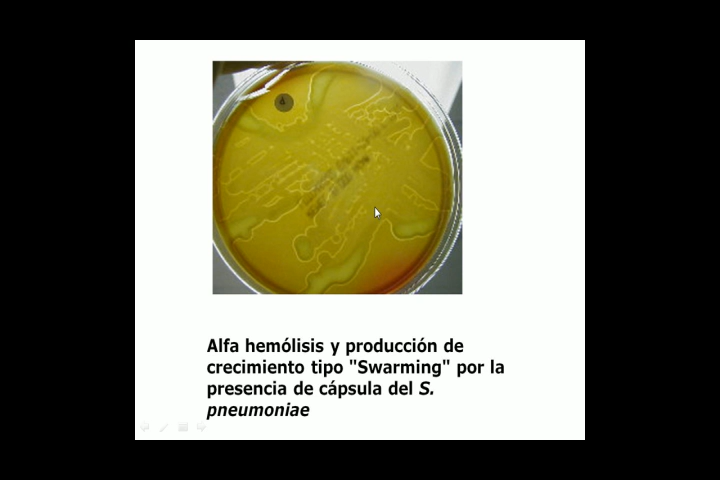 Alfa hemólisis y producción de
crecimiento tipo "Swarming" por la
presencia de cápsula del S.
pneumoniae